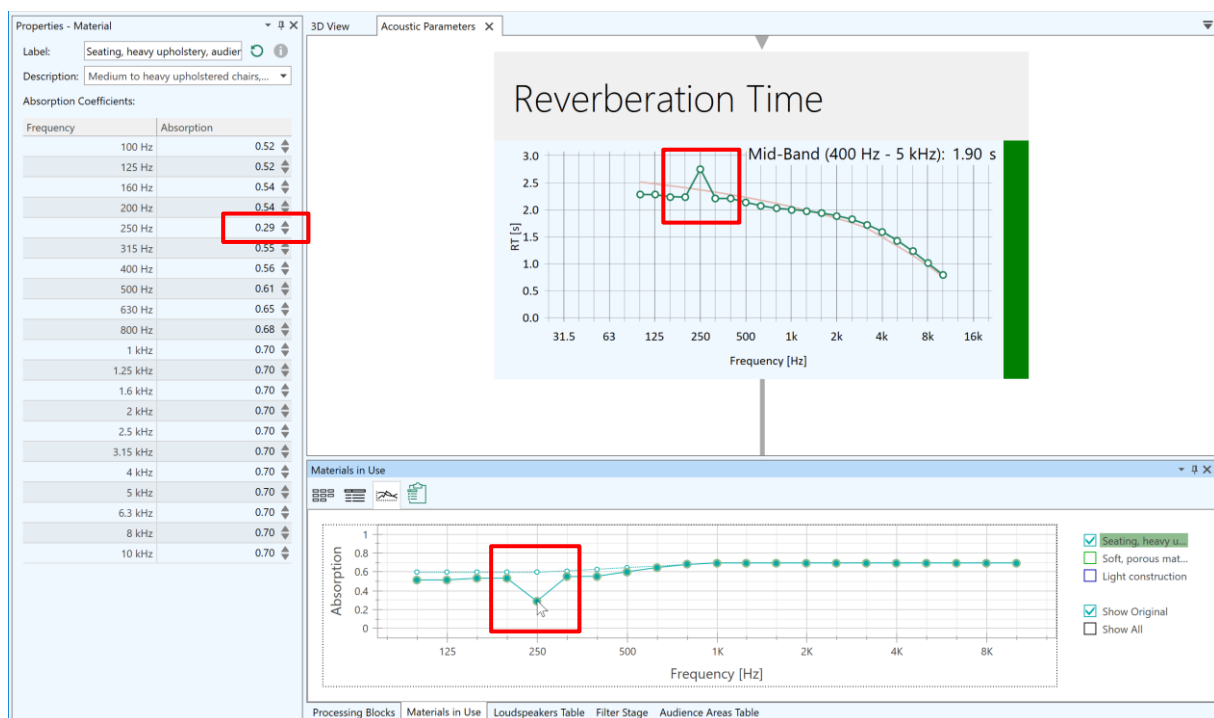 Properties - Material
Label: Seating, heavy upholstery, audier
Description: Medium to heavy upholstered chairs,...
Absorption Coefficients:
Frequency Absorption
100 Hz 0.52
125 Hz 0.52
160 Hz 0.54
200 Hz 0.54
250 Hz 0.29
315 Hz 0.55
400 Hz 0.56
500 Hz 0.61
630 Hz 0.65
800 Hz 0.68
1 kHz 0.70
1.25 kHz 0.70
1.6 kHz 0.70
2 kHz 0.70
2.5 kHz 0.70
3.15 kHz 0.70
4 kHz 0.70
5 kHz 0.70
6.3 kHz 0.70
8 kHz 0.70
10 kHz 0.70
3D View Acoustic Parameters
Reverberation Time
Mid-Band (400 Hz - 5 kHz): 1.90 s
3.0
2.5
2.0
1.5
1.0
0.5
0.0
RT [s]
31.5 63 125 250 500 1k 2k 4k 8k 16k
Frequency [Hz]
Materials in Use
1
0.8
0.6
0.4
0.2
0
Absorption
125 250 500 1K 2K 4K 8K
Frequency [Hz]
Seating, heavy u...
Soft, porous mat...
Light construction
Show Original
Show All
Processing Blocks Materials in Use Loudspeakers Table Filter Stage Audience Areas Table